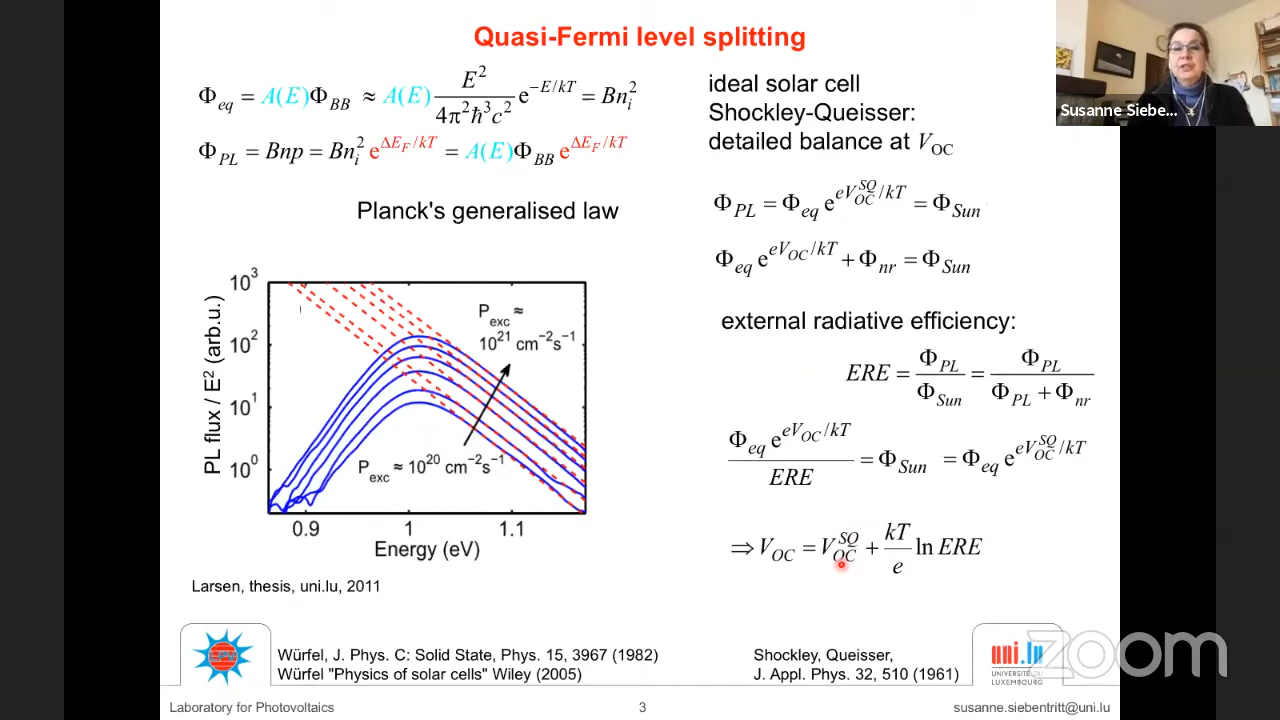 Quasi-Fermi level splitting
Φ_eq = A(E)Φ_BB ≈ A(E) E²/(4π²ħ³c²) e^(−E/kT) = Bn_i²
Φ_PL = Bnp = Bn_i² e^(ΔE_F/kT) = A(E)Φ_BB e^(ΔE_F/kT)
Planck's generalised law
PL flux / E² (arb.u.)
10³
10²
10¹
10⁰
P_exc ≈
10²¹ cm⁻²s⁻¹
P_exc ≈ 10²⁰ cm⁻²s⁻¹
0.9 1 1.1
Energy (eV)
Larsen, thesis, uni.lu, 2011
ideal solar cell
Shockley-Queisser:
detailed balance at V_OC
Φ_PL = Φ_eq e^(eV_OC^SQ/kT) = Φ_Sun
Φ_eq e^(eV_OC/kT) + Φ_nr = Φ_Sun
external radiative efficiency:
ERE = Φ_PL/Φ_Sun = Φ_PL/(Φ_PL + Φ_nr)
Φ_eq e^(eV_OC/kT)/ERE = Φ_Sun = Φ_eq e^(eV_OC^SQ/kT)
⇒ V_OC = V_OC^SQ + kT/e ln ERE
Susanne Siebe...
LPV
Würfel, J. Phys. C: Solid State, Phys. 15, 3967 (1982)
Würfel "Physics of solar cells" Wiley (2005)
Shockley, Queisser,
J. Appl. Phys. 32, 510 (1961)
uni.lu
UNIVERSITÉ DU
LUXEMBOURG
zoom
Laboratory for Photovoltaics
3
susanne.siebentritt@uni.lu